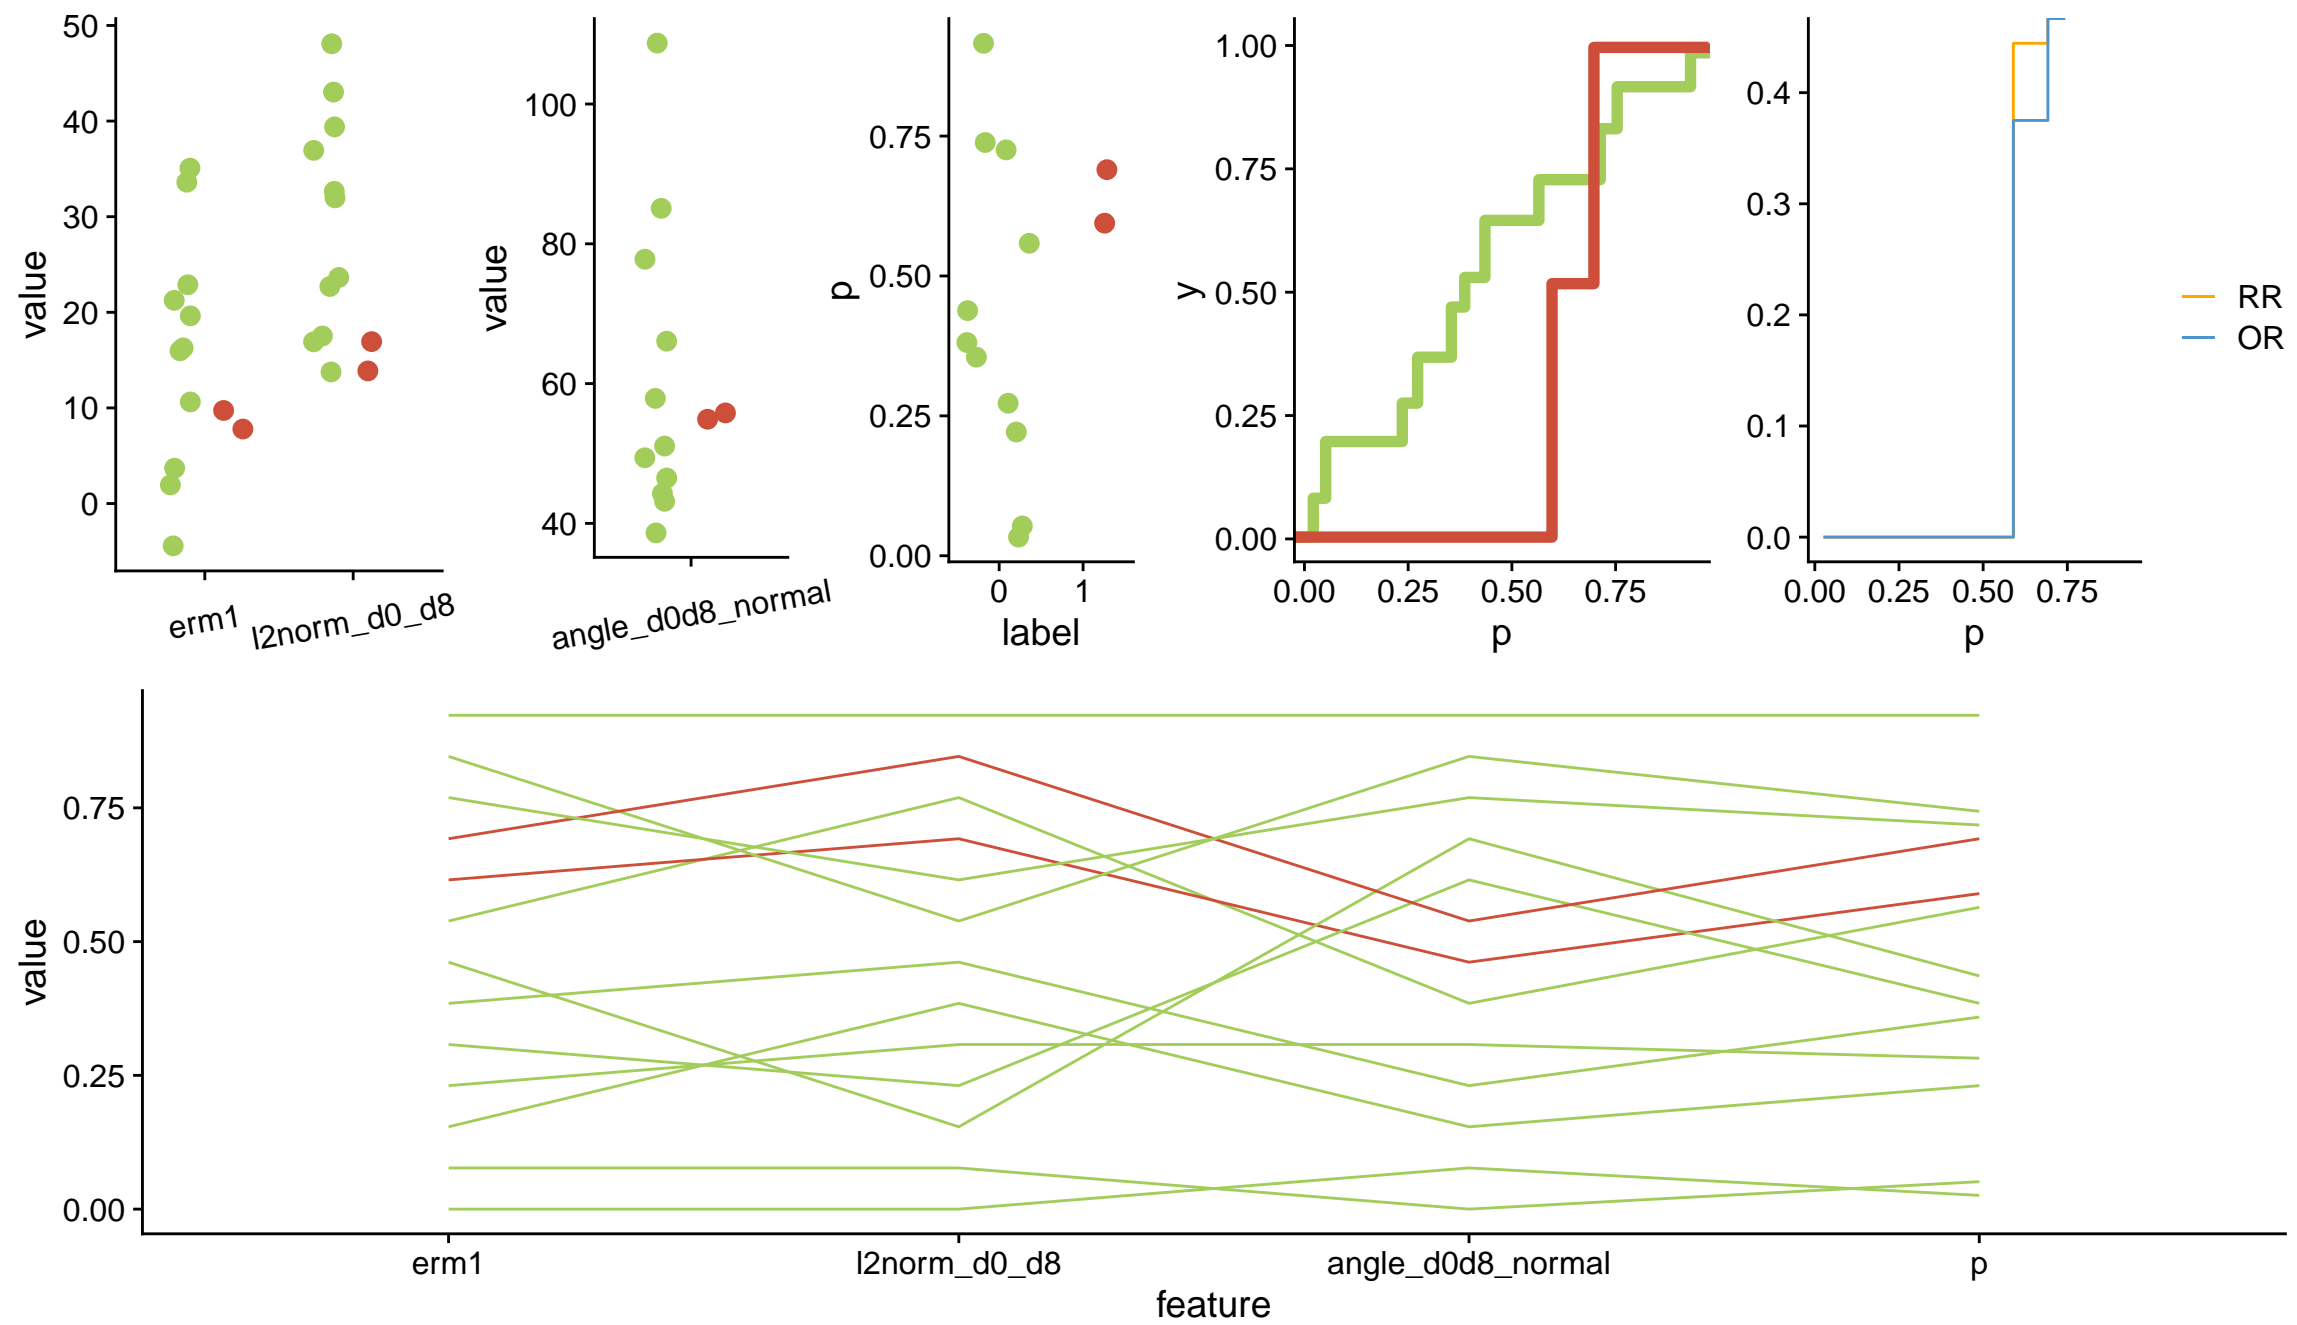 50
40
30
20
10
0
value
erm1
l2norm_d0_d8
100
80
60
40
value
angle_d0d8_normal
0.75
0.50
0.25
0.00
p
0
1
label
1.00
0.75
0.50
0.25
0.00
y
0.00 0.25 0.50 0.75
p
0.4
0.3
0.2
0.1
0.0
0.00 0.25 0.50 0.75
p
RR
OR
0.75
0.50
0.25
0.00
value
erm1
l2norm_d0_d8
angle_d0d8_normal
p
feature